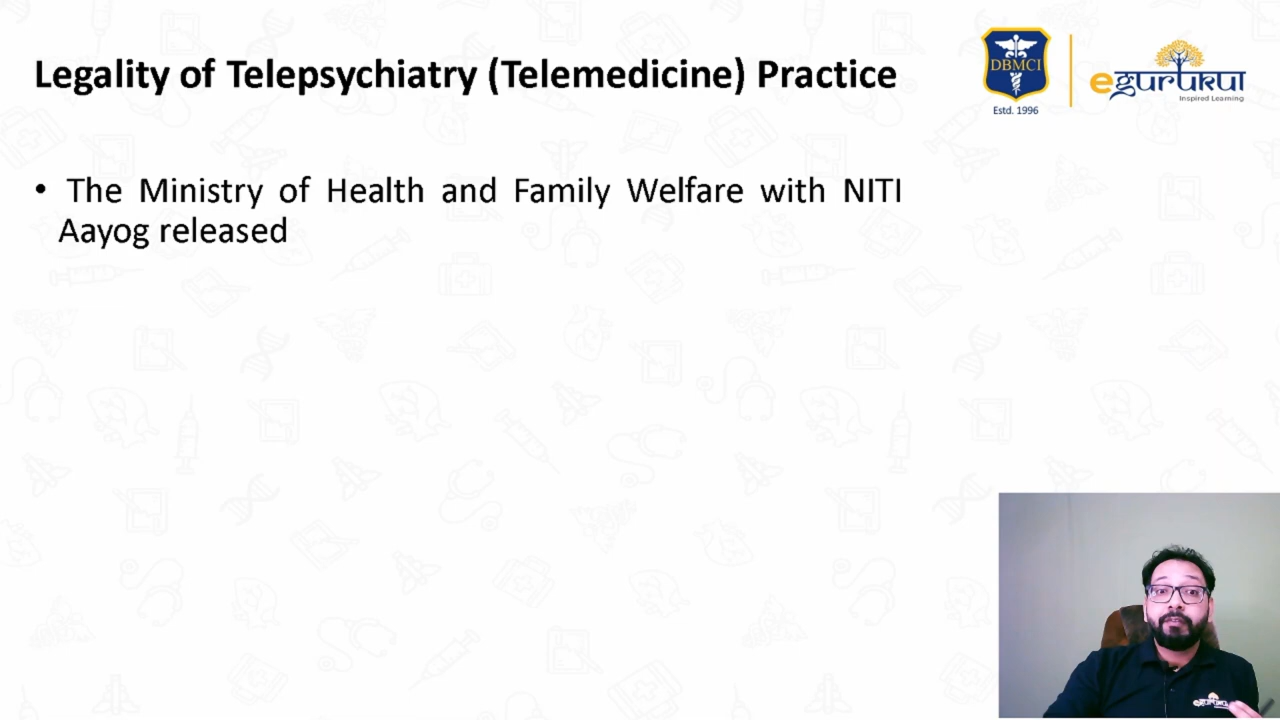 Legality of Telepsychiatry (Telemedicine) Practice
DBMCI
Estd. 1996
egurukul
Inspired Learning
• The Ministry of Health and Family Welfare with NITI
Aayog released
egurukul